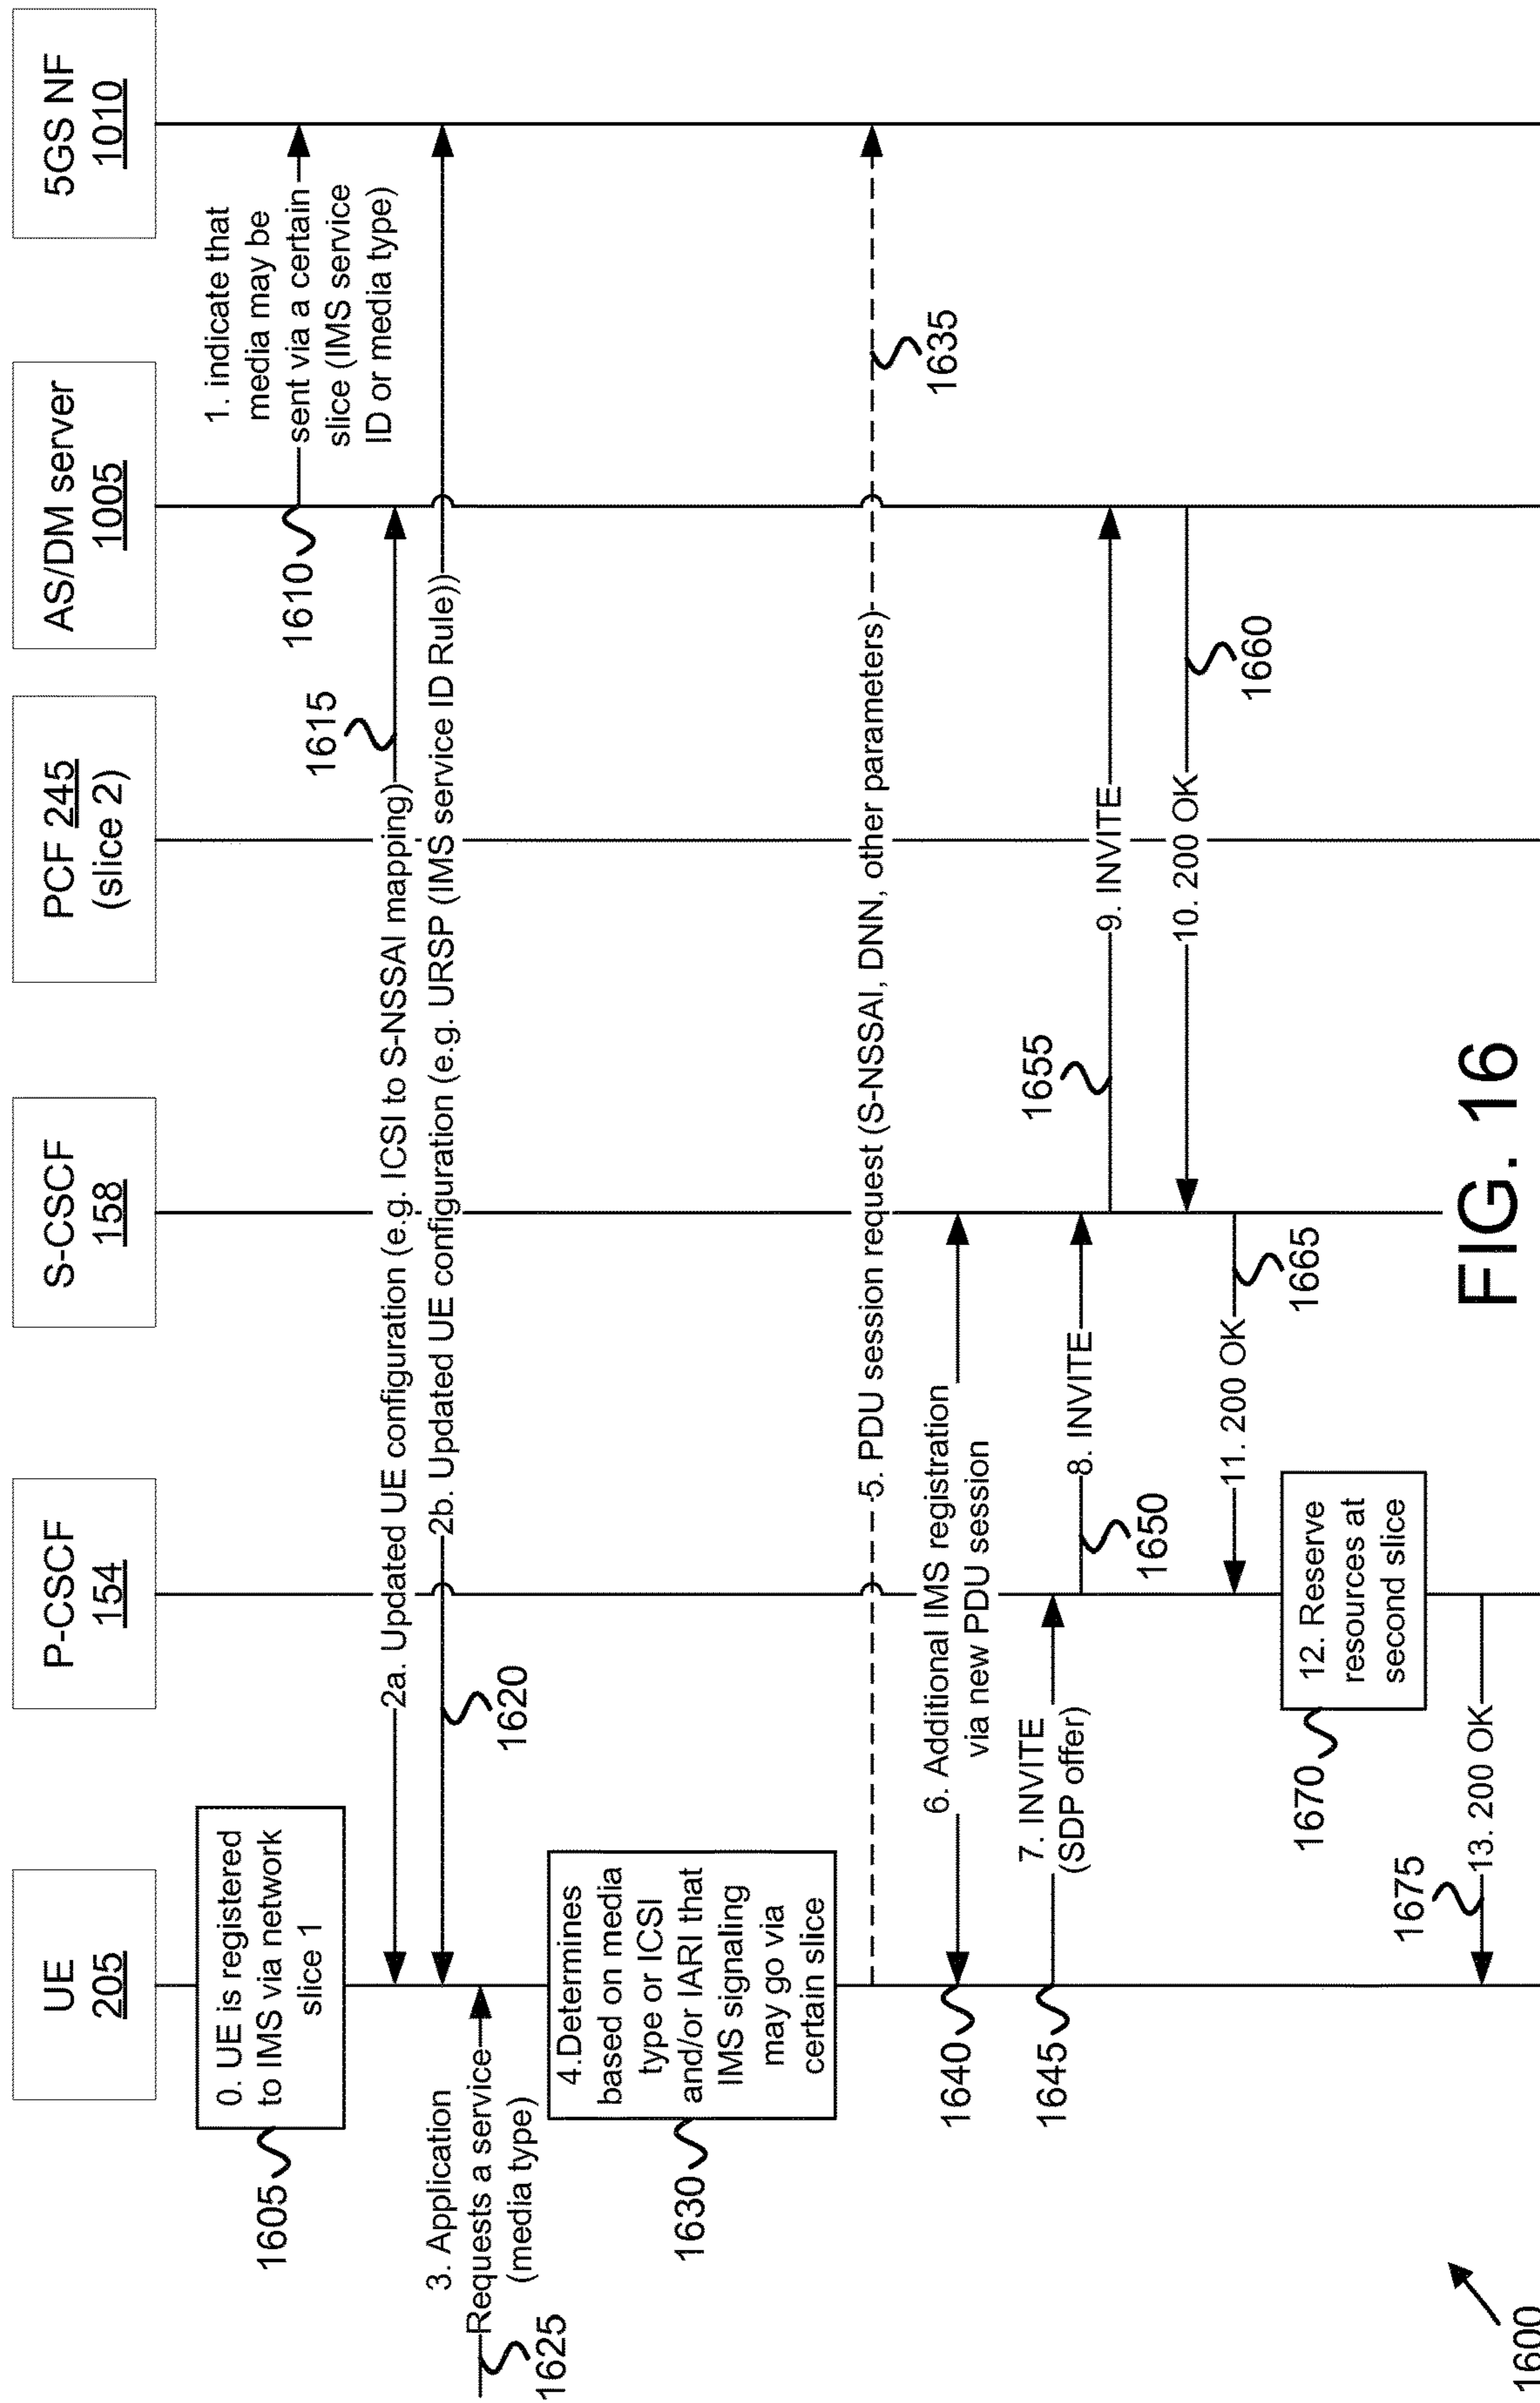 UE
205
P-CSCF
154
S-CSCF
158
PCF 245
(slice 2)
AS/DM server
1005
5GS NF
1010
0. UE is registered
to IMS via network
slice 1
1605
1. indicate that
media may be
sent via a certain
slice (IMS service
ID or media type)
1610
1615
2a. Updated UE configuration (e.g. ICSI to S-NSSAI mapping)
2b. Updated UE configuration (e.g. URSP (IMS service ID Rule))
1620
3. Application
Requests a service
(media type)
1625
4.Determines
based on media
type or ICSI
and/or IARI that
IMS signaling
may go via
certain slice
1630
5. PDU session request (S-NSSAI, DNN, other parameters)
1635
6. Additional IMS registration
via new PDU session
1640
7. INVITE
(SDP offer)
1645
8. INVITE
1650
9. INVITE
1655
10. 200 OK
1660
11. 200 OK
1665
12. Reserve
resources at
second slice
1670
13. 200 OK
1675
1600
FIG. 16